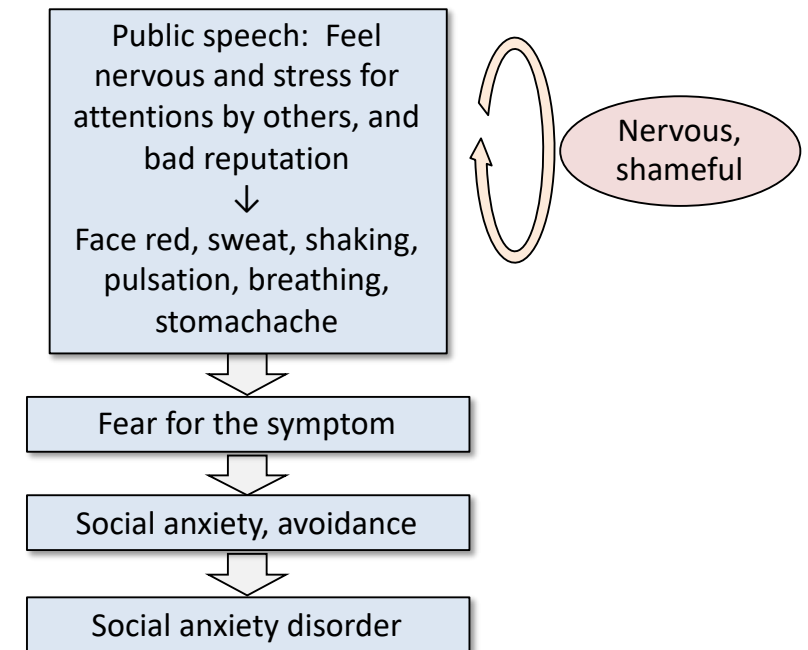 Public speech: Feel
nervous and stress for
attentions by others, and
bad reputation
↓
Face red, sweat, shaking,
pulsation, breathing,
stomachache
Nervous,
shameful
Fear for the symptom
Social anxiety, avoidance
Social anxiety disorder